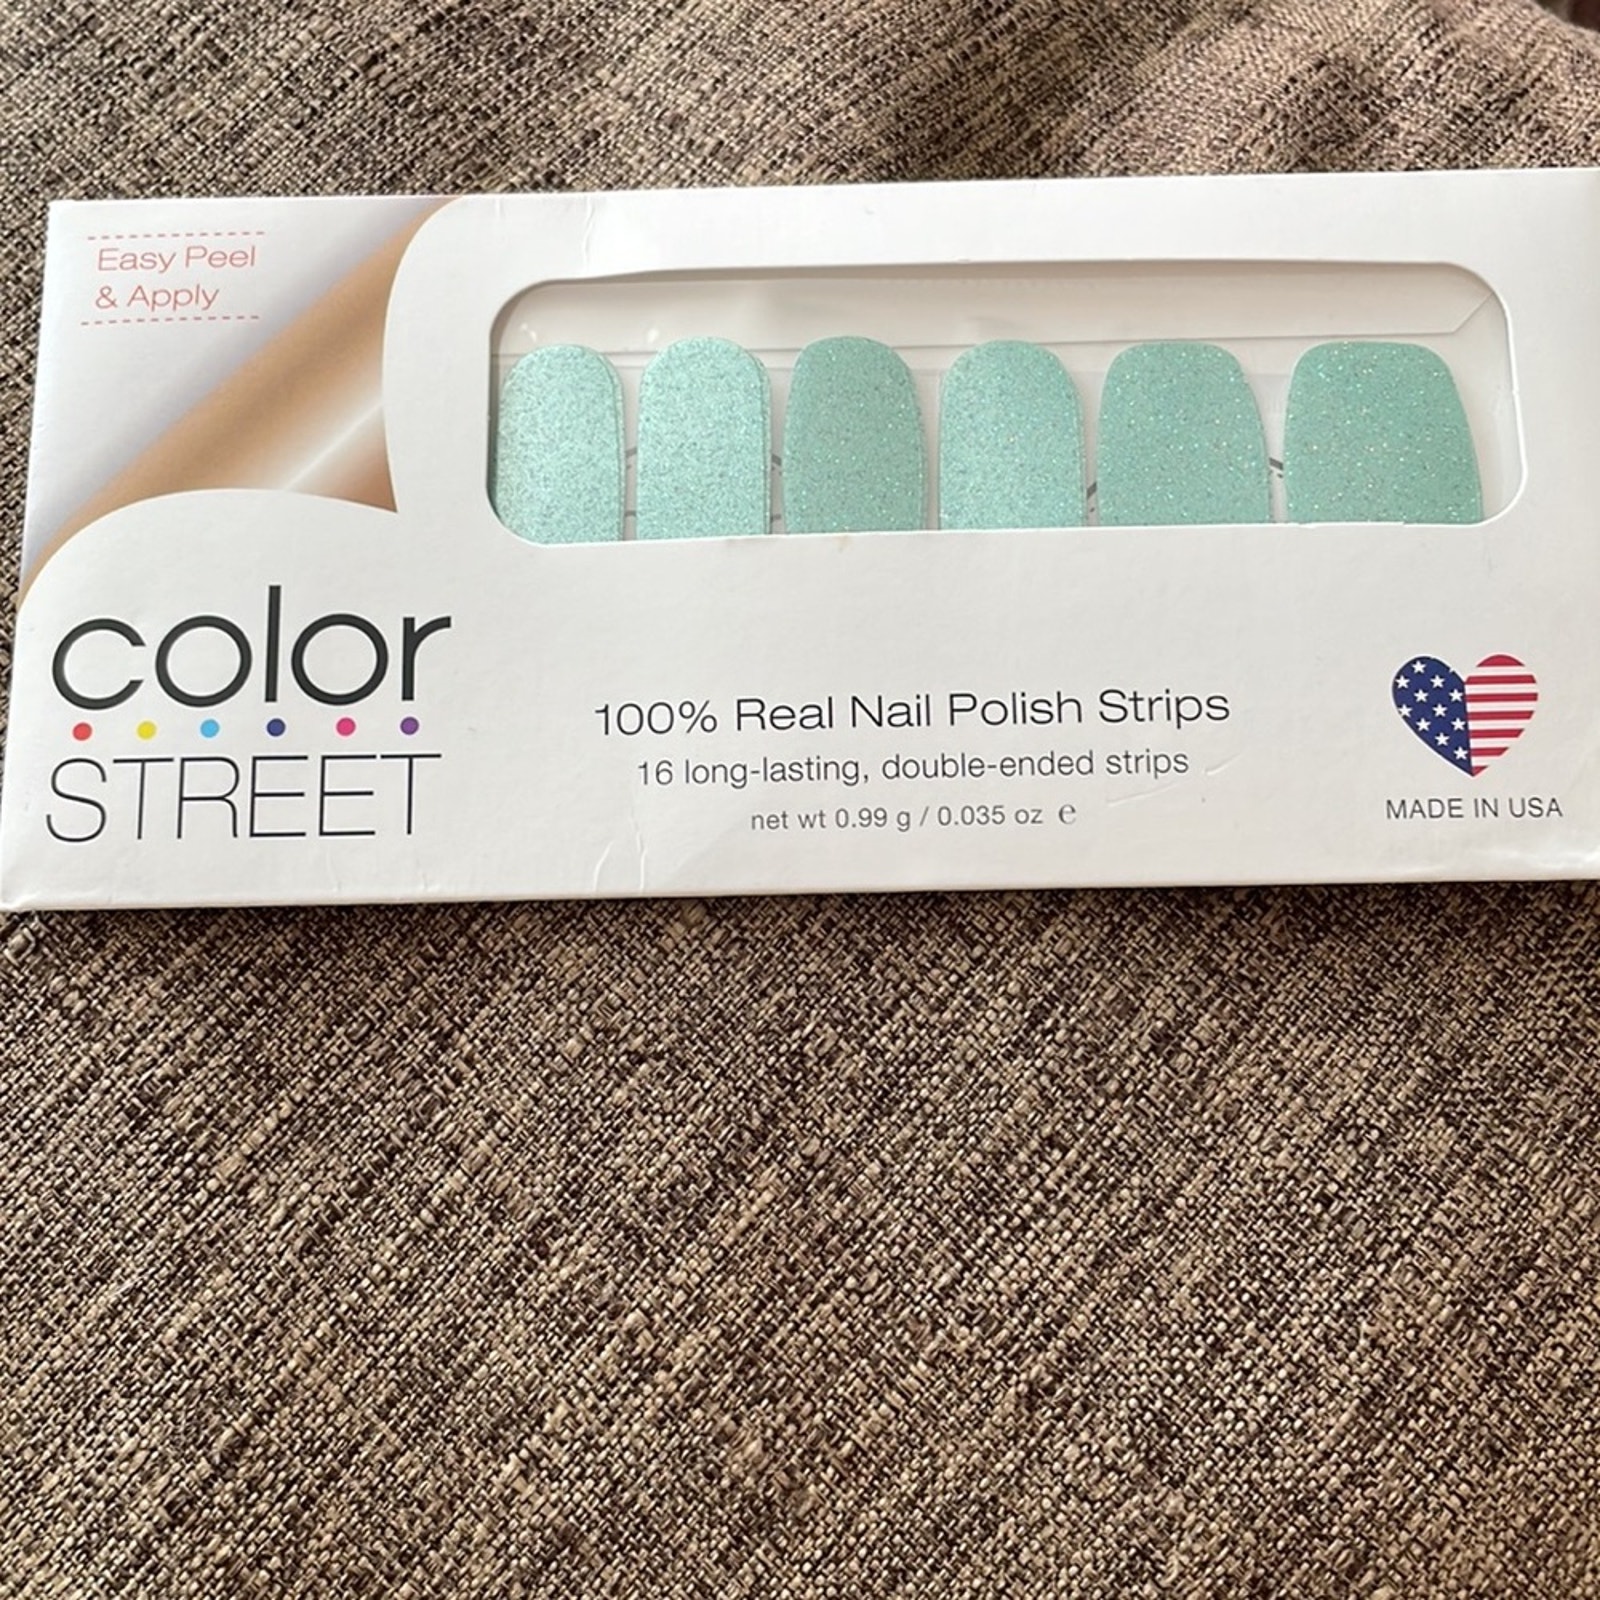 Easy Peel
& Apply
color
STREET
100% Real Nail Polish Strips
16 long-lasting, double-ended strips
net wt 0.99 g / 0.035 oz ℮
MADE IN USA